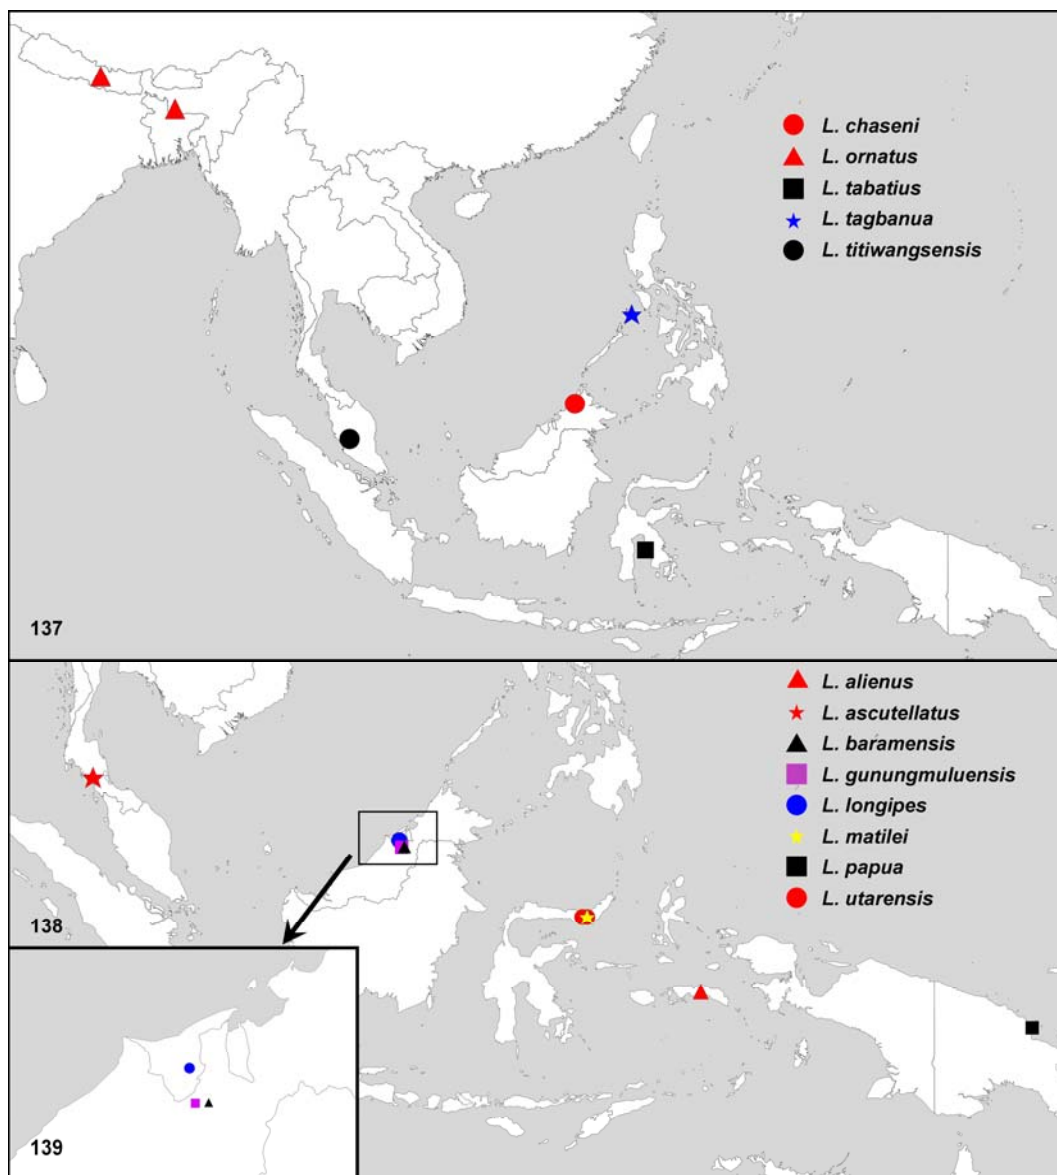 L. chaseni
L. ornatus
L. tabatius
L. tagbanua
L. titiwangsensis
137
L. alienus
L. ascutellatus
L. baramensis
L. gunungmuluensis
L. longipes
L. matilei
L. papua
L. utarensis
138
139